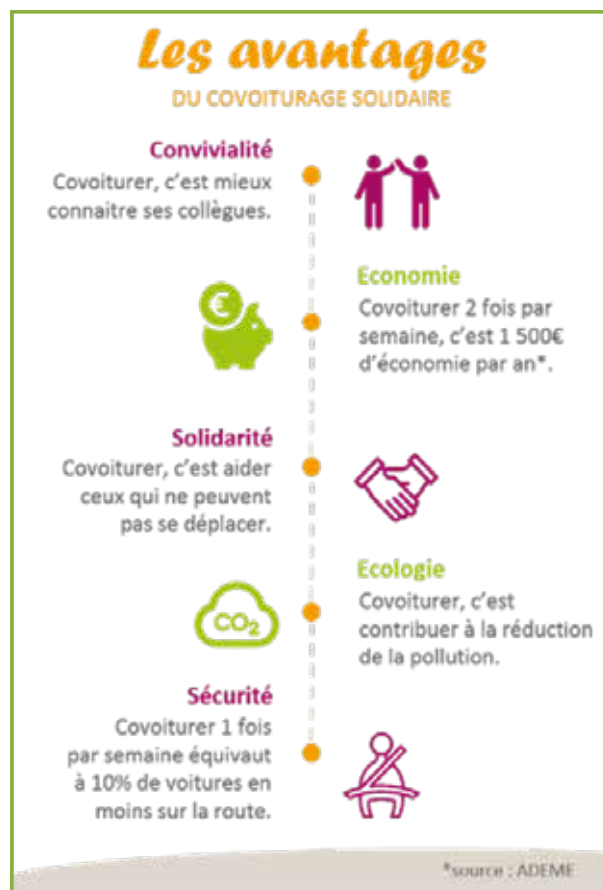 Les avantages
DU COVOITURAGE SOLIDAIRE
Convivialité
Covoiturer, c'est mieux
connaitre ses collègues.
€
Economie
Covoiturer 2 fois par
semaine, c'est 1 500€
d'économie par an*.
Solidarité
Covoiturer, c'est aider
ceux qui ne peuvent
pas se déplacer.
CO₂
Ecologie
Covoiturer, c'est
contribuer à la réduction
de la pollution.
Sécurité
Covoiturer 1 fois
par semaine équivaut
à 10% de voitures en
moins sur la route.
*source : ADEME